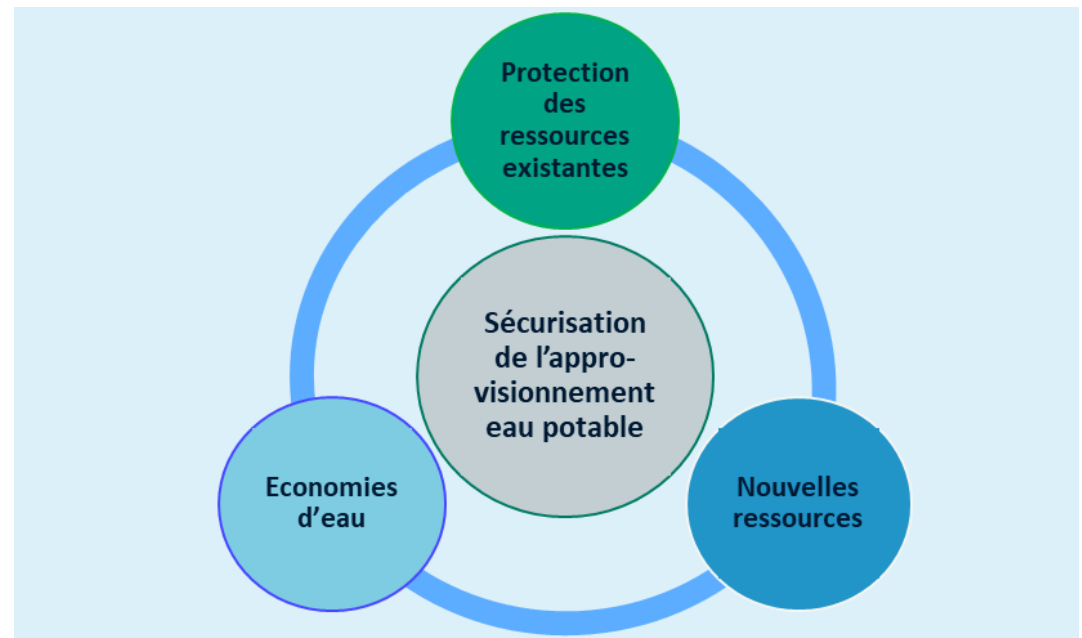 Protection
des
ressources
existantes
Sécurisation
de l’appro-
visionnement
eau potable
Economies
d’eau
Nouvelles
ressources